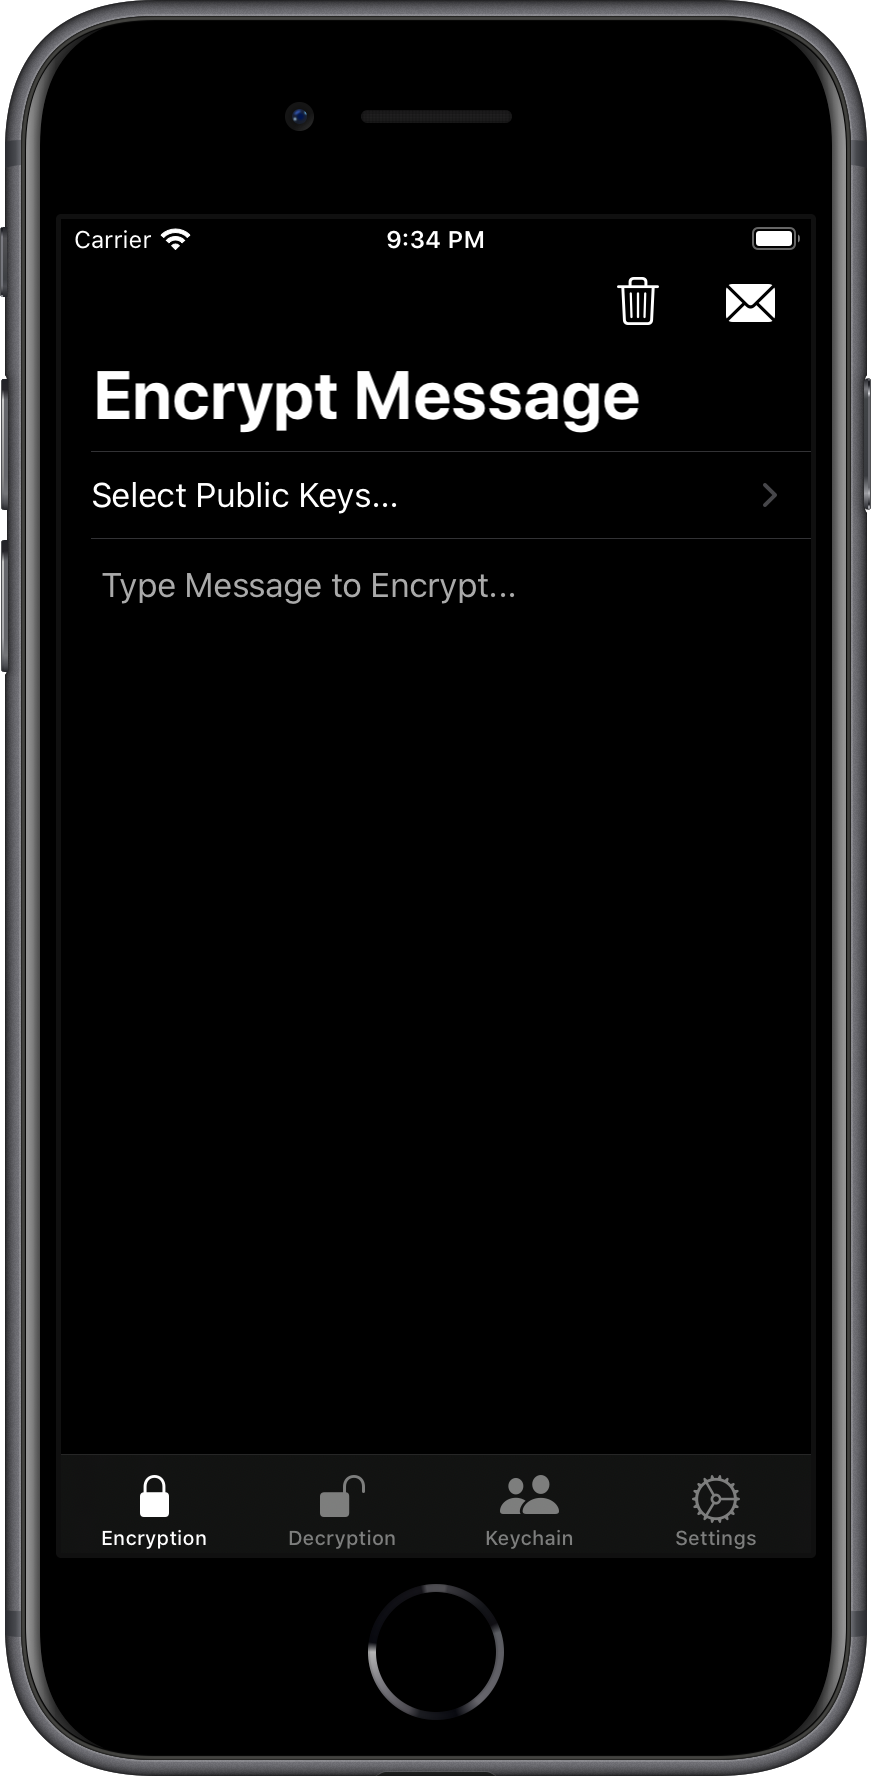 Carrier 9:34 PM
Encrypt Message
Select Public Keys...
Type Message to Encrypt...
Encryption Decryption Keychain Settings